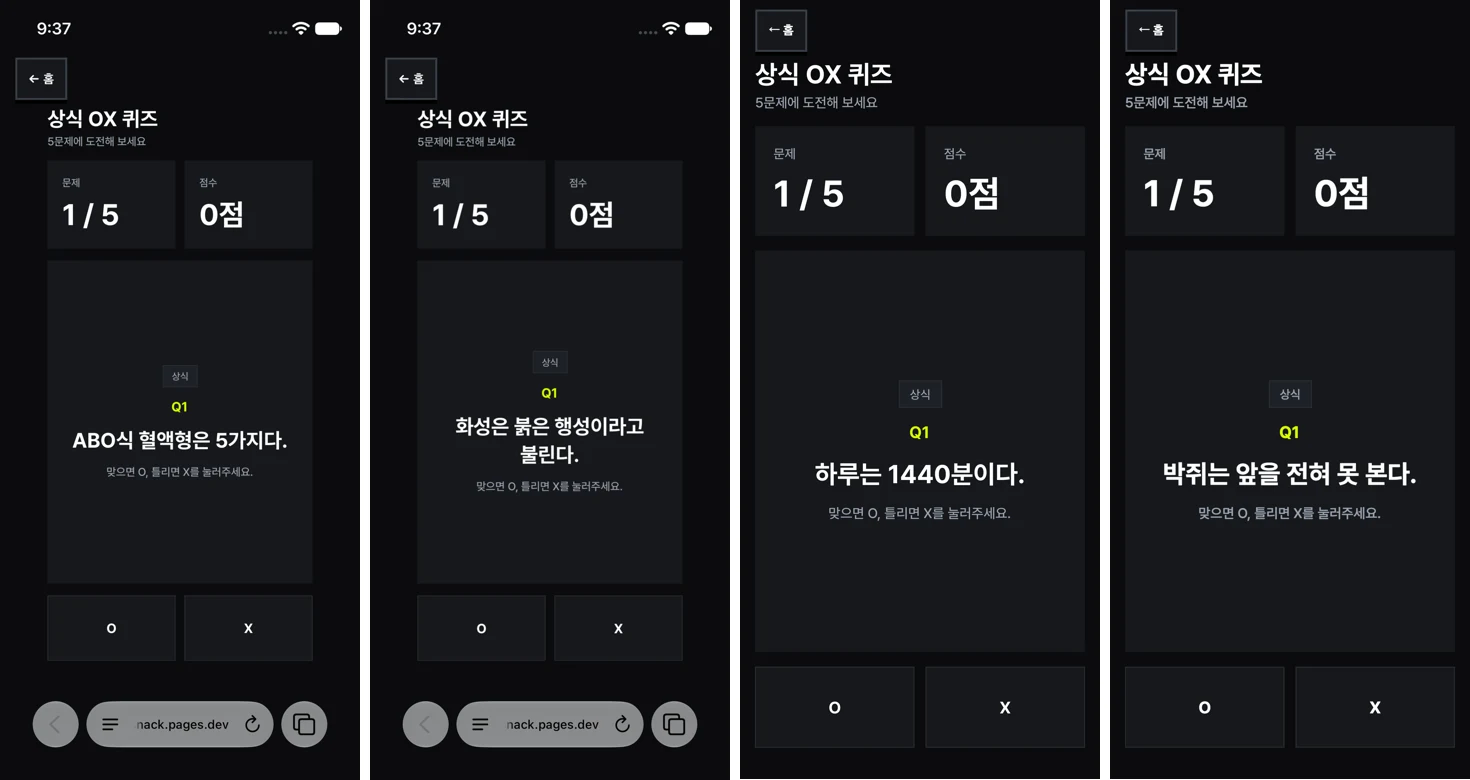 9:37
← 홈
상식 OX 퀴즈
5문제에 도전해 보세요
문제
1 / 5
점수
0점
상식
Q1
ABO식 혈액형은 5가지다.
맞으면 O, 틀리면 X를 눌러주세요.
O
X
nack.pages.dev
9:37
← 홈
상식 OX 퀴즈
5문제에 도전해 보세요
문제
1 / 5
점수
0점
상식
Q1
화성은 붉은 행성이라고
불린다.
맞으면 O, 틀리면 X를 눌러주세요.
O
X
nack.pages.dev
← 홈
상식 OX 퀴즈
5문제에 도전해 보세요
문제
1 / 5
점수
0점
상식
Q1
하루는 1440분이다.
맞으면 O, 틀리면 X를 눌러주세요.
O
X
← 홈
상식 OX 퀴즈
5문제에 도전해 보세요
문제
1 / 5
점수
0점
상식
Q1
박쥐는 앞을 전혀 못 본다.
맞으면 O, 틀리면 X를 눌러주세요.
O
X